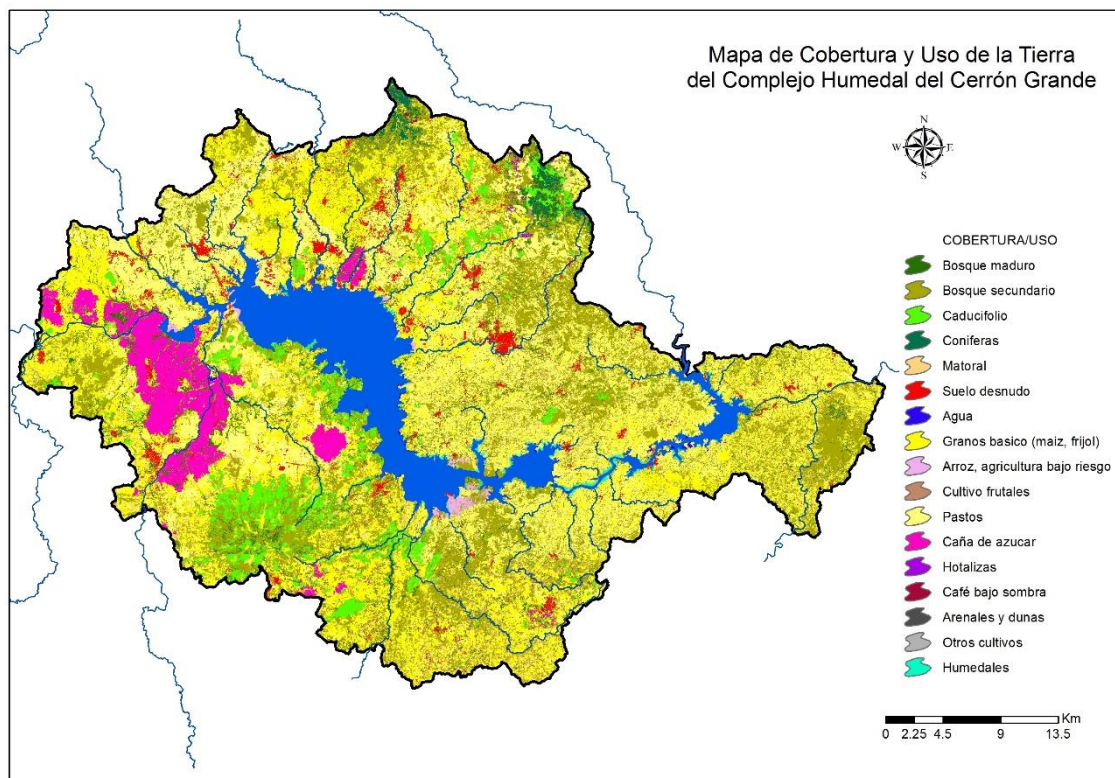 Mapa de Cobertura y Uso de la Tierra
del Complejo Humedal del Cerrón Grande
N
W E
S
COBERTURA/USO
Bosque maduro
Bosque secundario
Caducifolio
Coniferas
Matoral
Suelo desnudo
Agua
Granos basico (maiz, frijol)
Arroz, agricultura bajo riesgo
Cultivo frutales
Pastos
Caña de azucar
Hotalizas
Café bajo sombra
Arenales y dunas
Otros cultivos
Humedales
Km
0 2.25 4.5 9 13.5